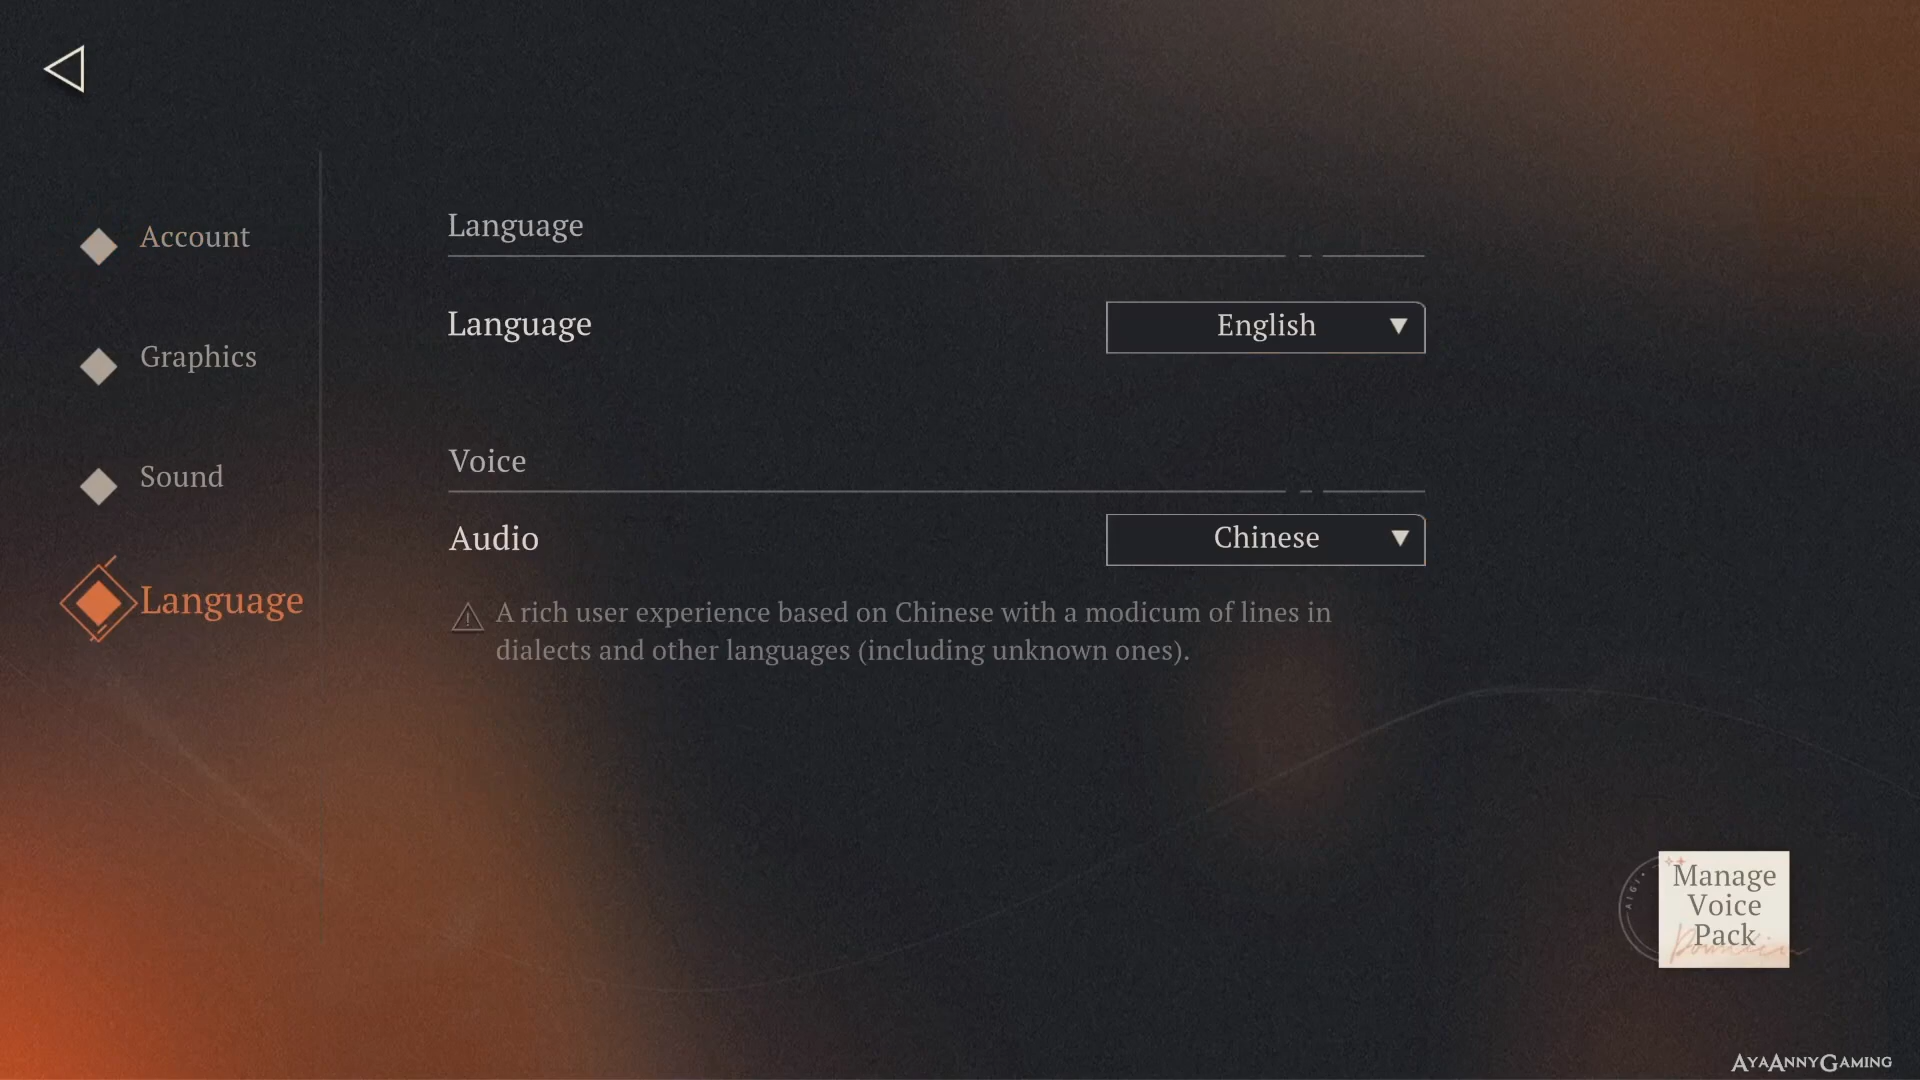 Account
Graphics
Sound
Language
Language
Language
English
Voice
Audio
Chinese
A rich user experience based on Chinese with a modicum of lines in
dialects and other languages (including unknown ones).
Manage
Voice
Pack
AYAANNYGAMING